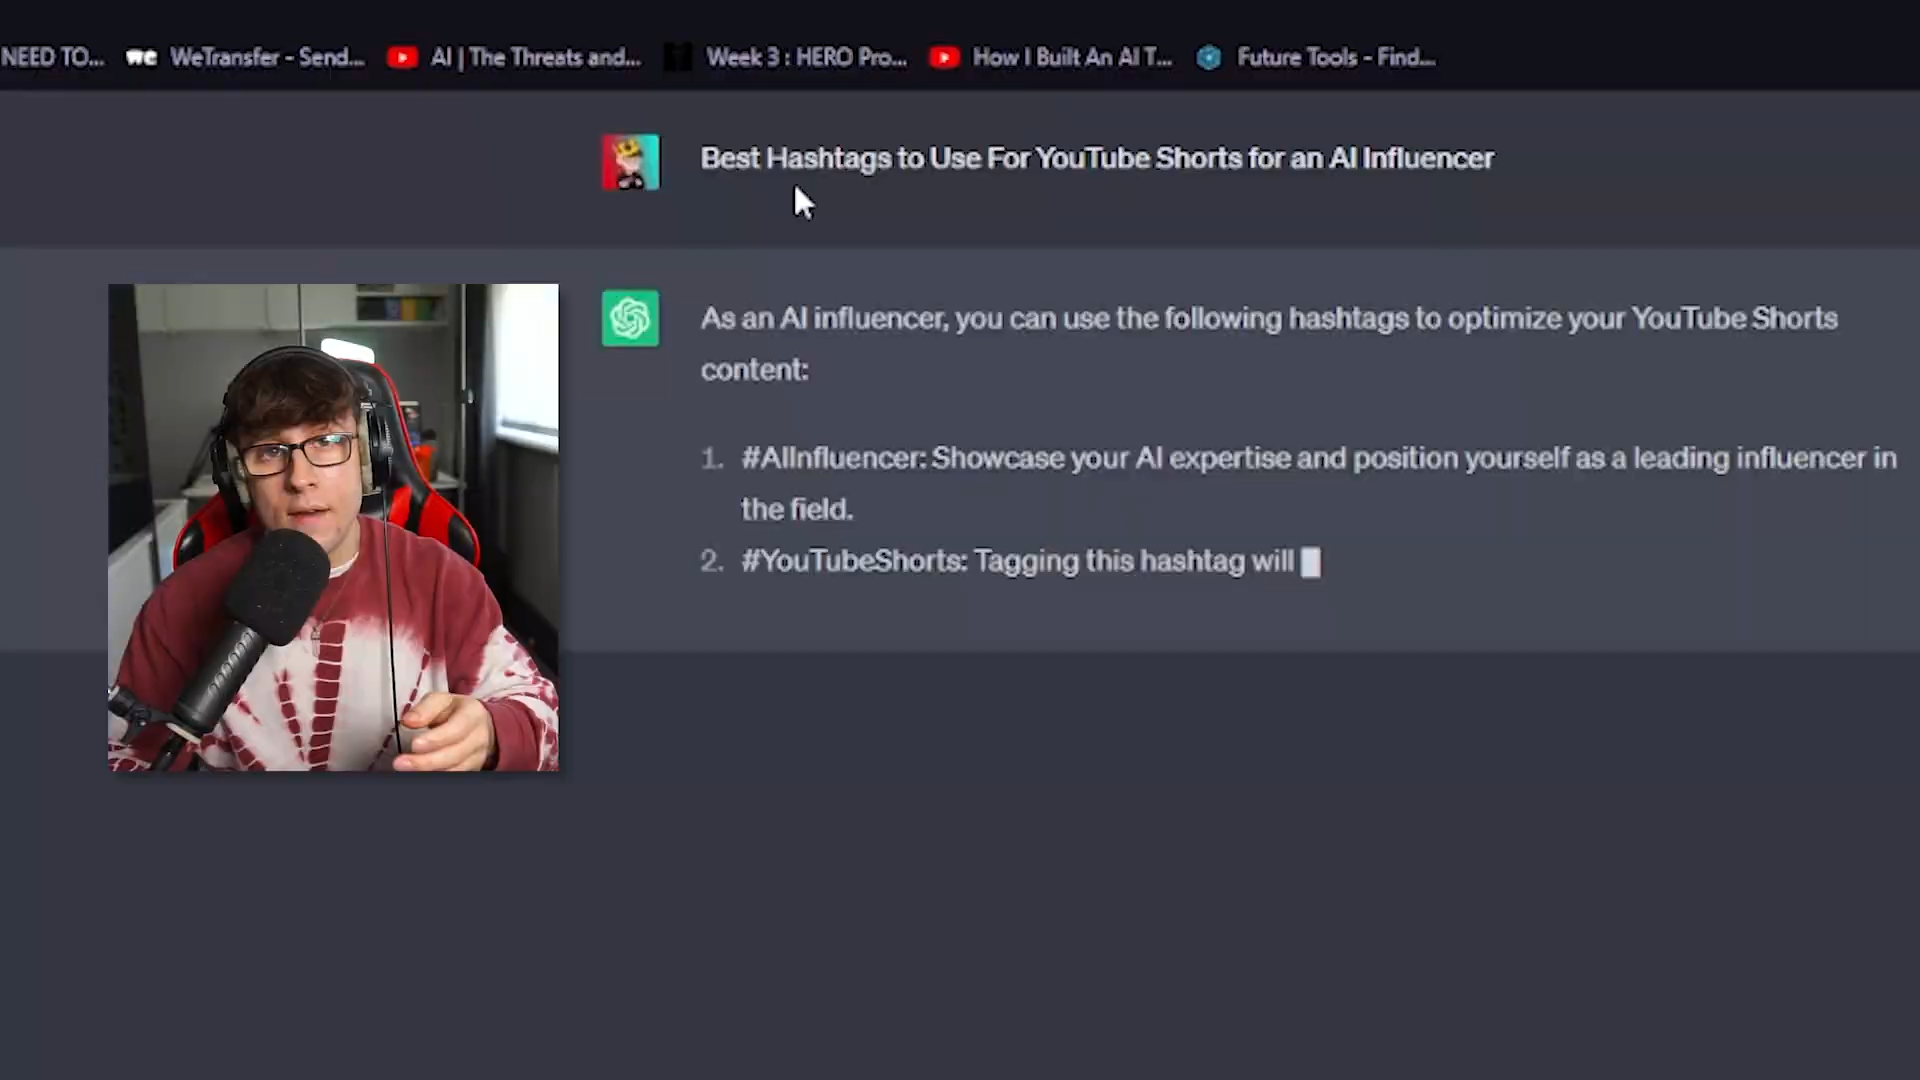 NEED TO... we WeTransfer - Send... AI | The Threats and... Week 3 : HERO Pro... How I Built An AI T... Future Tools - Find...
Best Hashtags to Use For YouTube Shorts for an AI Influencer
As an AI influencer, you can use the following hashtags to optimize your YouTube Shorts
content:
1. #AIInfluencer: Showcase your AI expertise and position yourself as a leading influencer in
the field.
2. #YouTubeShorts: Tagging this hashtag will